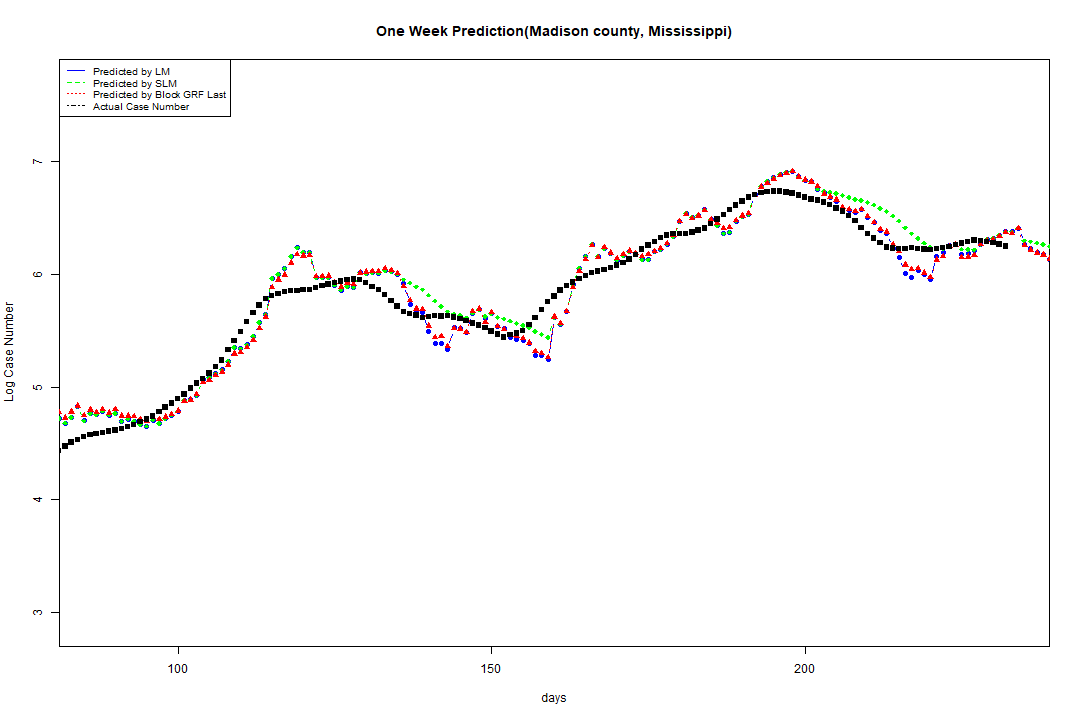 One Week Prediction(Madison county, Mississippi)
Predicted by LM
Predicted by SLM
Predicted by Block GRF Last
Actual Case Number
7
6
5
4
3
Log Case Number
100 150 200
days